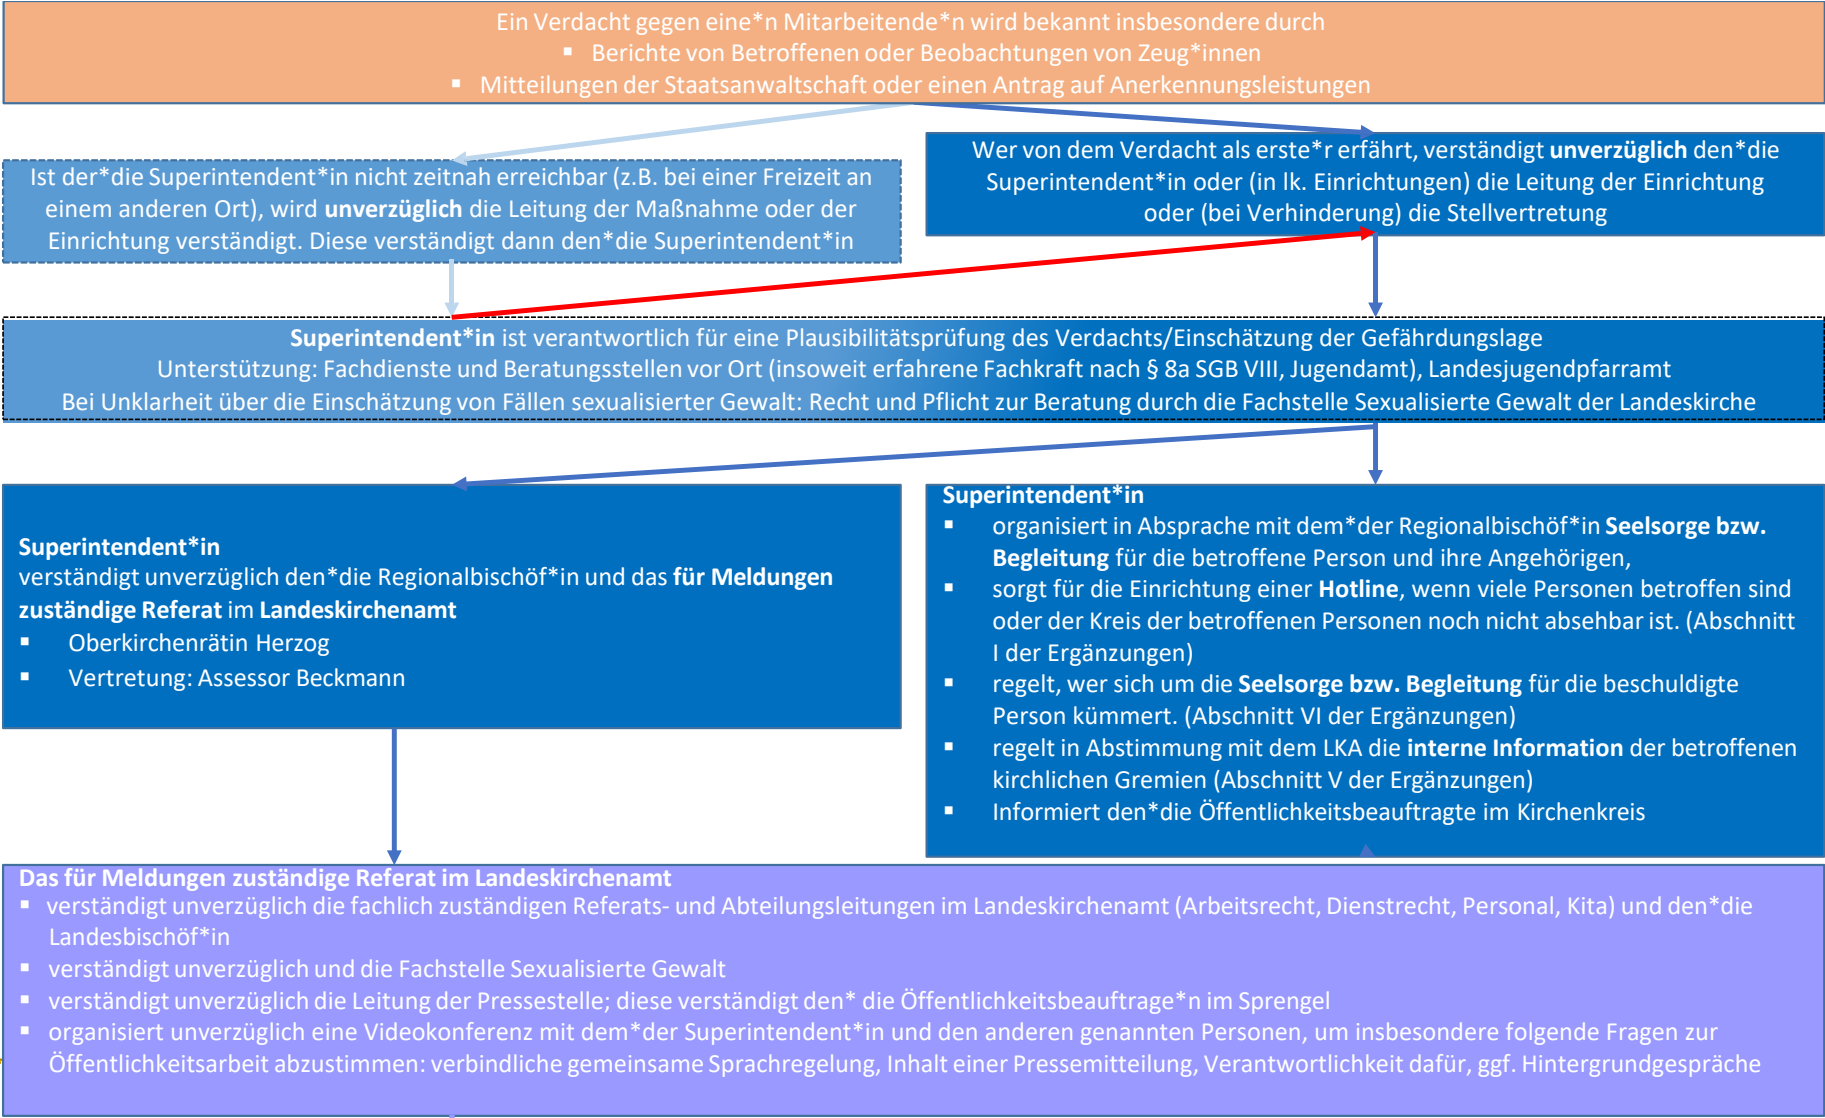 Ein Verdacht gegen eine*n Mitarbeitende*n wird bekannt insbesondere durch
▪ Berichte von Betroffenen oder Beobachtungen von Zeug*innen
▪ Mitteilungen der Staatsanwaltschaft oder einen Antrag auf Anerkennungsleistungen
Ist der*die Superintendent*in nicht zeitnah erreichbar (z.B. bei einer Freizeit an
einem anderen Ort), wird unverzüglich die Leitung der Maßnahme oder der
Einrichtung verständigt. Diese verständigt dann den*die Superintendent*in
Wer von dem Verdacht als erste*r erfährt, verständigt unverzüglich den*die
Superintendent*in oder (in lk. Einrichtungen) die Leitung der Einrichtung
oder (bei Verhinderung) die Stellvertretung
Superintendent*in ist verantwortlich für eine Plausibilitätsprüfung des Verdachts/Einschätzung der Gefährdungslage
Unterstützung: Fachdienste und Beratungsstellen vor Ort (insoweit erfahrene Fachkraft nach § 8a SGB VIII, Jugendamt), Landesjugendpfarramt
Bei Unklarheit über die Einschätzung von Fällen sexualisierter Gewalt: Recht und Pflicht zur Beratung durch die Fachstelle Sexualisierte Gewalt der Landeskirche
Superintendent*in
verständigt unverzüglich den*die Regionalbischöf*in und das für Meldungen
zuständige Referat im Landeskirchenamt
▪ Oberkirchenrätin Herzog
▪ Vertretung: Assessor Beckmann
Superintendent*in
▪ organisiert in Absprache mit dem*der Regionalbischöf*in Seelsorge bzw.
Begleitung für die betroffene Person und ihre Angehörigen,
▪ sorgt für die Einrichtung einer Hotline, wenn viele Personen betroffen sind
oder der Kreis der betroffenen Personen noch nicht absehbar ist. (Abschnitt
I der Ergänzungen)
▪ regelt, wer sich um die Seelsorge bzw. Begleitung für die beschuldigte
Person kümmert. (Abschnitt VI der Ergänzungen)
▪ regelt in Abstimmung mit dem LKA die interne Information der betroffenen
kirchlichen Gremien (Abschnitt V der Ergänzungen)
▪ Informiert den*die Öffentlichkeitsbeauftragte im Kirchenkreis
Das für Meldungen zuständige Referat im Landeskirchenamt
▪ verständigt unverzüglich die fachlich zuständigen Referats- und Abteilungsleitungen im Landeskirchenamt (Arbeitsrecht, Dienstrecht, Personal, Kita) und den*die
Landesbischöf*in
▪ verständigt unverzüglich und die Fachstelle Sexualisierte Gewalt
▪ verständigt unverzüglich die Leitung der Pressestelle; diese verständigt den* die Öffentlichkeitsbeauftrage*n im Sprengel
▪ organisiert unverzüglich eine Videokonferenz mit dem*der Superintendent*in und den anderen genannten Personen, um insbesondere folgende Fragen zur
Öffentlichkeitsarbeit abzustimmen: verbindliche gemeinsame Sprachregelung, Inhalt einer Pressemitteilung, Verantwortlichkeit dafür, ggf. Hintergrundgespräche